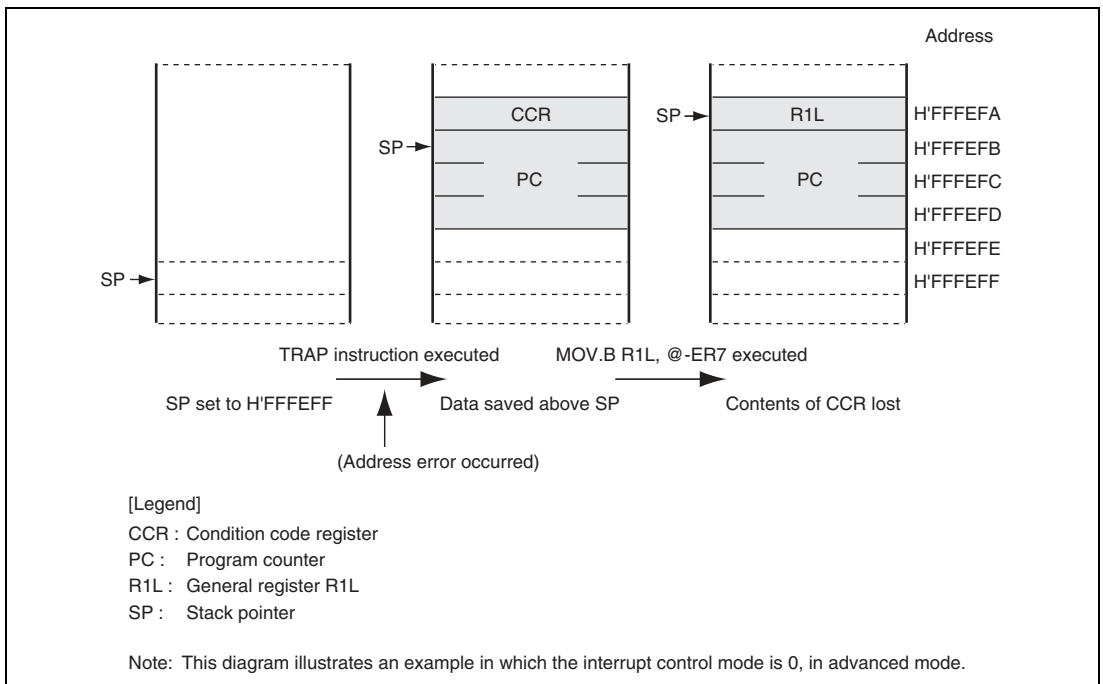 Address
CCR
SP
R1L
H'FFFEFA
SP
H'FFFEFB
PC
PC
H'FFFEFC
H'FFFEFD
H'FFFEFE
SP
H'FFFEFF
TRAP instruction executed
MOV.B R1L, @-ER7 executed
SP set to H'FFFEFF
Data saved above SP
Contents of CCR lost
(Address error occurred)
[Legend]
CCR : Condition code register
PC : Program counter
R1L : General register R1L
SP : Stack pointer
Note: This diagram illustrates an example in which the interrupt control mode is 0, in advanced mode.